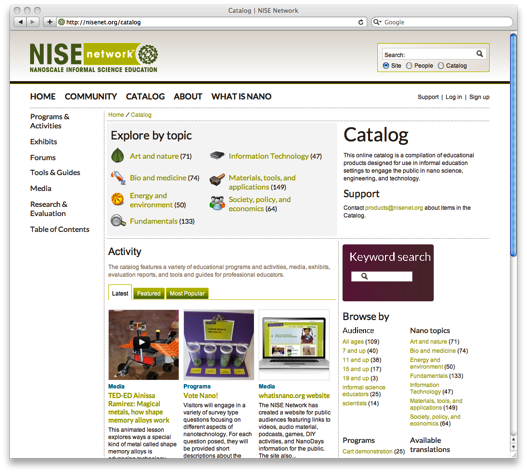 Catalog | NISE Network
http://nisenet.org/catalog
Google
NISE network
NANOSCALE INFORMAL SCIENCE EDUCATION
Search:
Site People Catalog
HOME COMMUNITY CATALOG ABOUT WHAT IS NANO
Support | Log in | Sign up
Programs &
Activities
Exhibits
Forums
Tools & Guides
Media
Research &
Evaluation
Table of Contents
Home / Catalog
Explore by topic
Art and nature (71)
Bio and medicine (74)
Energy and
environment (50)
Fundamentals (133)
Information Technology (47)
Materials, tools, and
applications (149)
Society, policy, and
economics (64)
Catalog
This online catalog is a compilation of educational
products designed for use in informal education
settings to engage the public in nano science,
engineering, and technology.
Support
Contact products@nisenet.org about items in the
Catalog.
Activity
The catalog features a variety of educational programs and activities, media, exhibits,
evaluation reports, and tools and guides for professional educators.
Latest Featured Most Popular
Media
TED-ED Ainissa
Ramirez: Magical
metals, how shape
memory alloys work
This animated lesson
explores ways a special
kind of metal called shape
memory alloys is
Programs
Vote Nano!
Visitors will engage in a
variety of survey type
questions focusing on
different aspects of
nanotechnology. For each
question posed, they will
be provided short
descriptions about the
Media
whatisnano.org website
The NISE Network has
created a website for public
audiences featuring links to
videos, audio material,
podcasts, games, DIY
activities, and NanoDays
information for the public.
The site also...
Keyword search
Browse by
Audience
All ages (109)
7 and up (40)
11 and up (38)
15 and up (17)
19 and up (3)
informal science
educators (26)
scientists (14)
Nano topics
Art and nature (71)
Bio and medicine (74)
Energy and
environment (50)
Fundamentals (133)
Information
Technology (47)
Materials, tools, and
applications (149)
Society, policy, and
economics (64)
Programs
Cart demonstration (25)
Available
translations